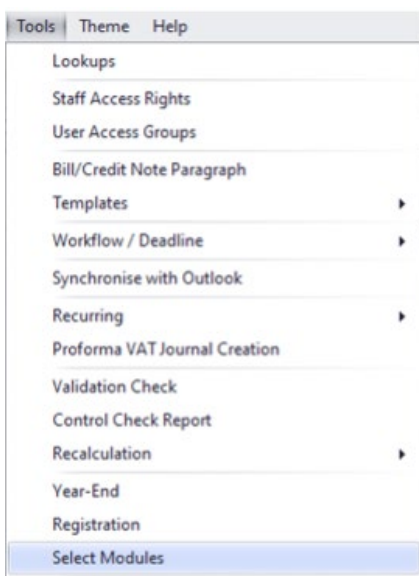 Tools Theme Help
Lookups
Staff Access Rights
User Access Groups
Bill/Credit Note Paragraph
Templates
Workflow / Deadline
Synchronise with Outlook
Recurring
Proforma VAT Journal Creation
Validation Check
Control Check Report
Recalculation
Year-End
Registration
Select Modules